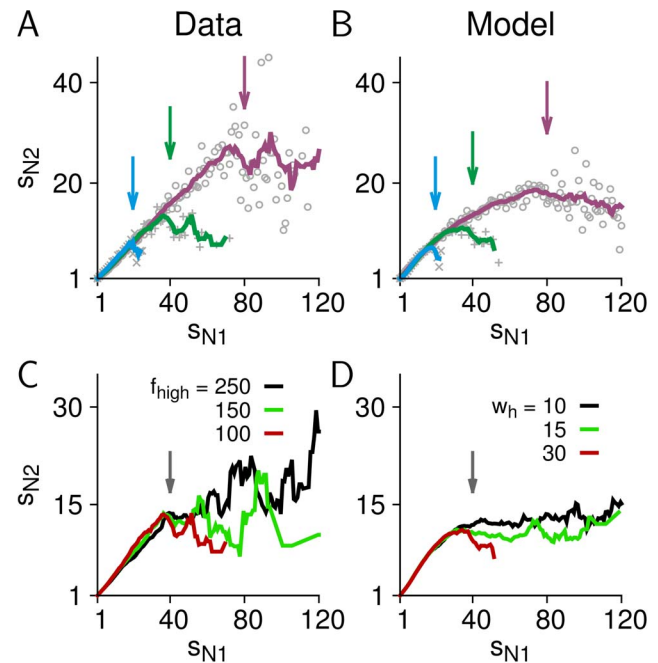 A Data B Model
40 40
s_N2
20 20
1 1
1 40 80 120 1 40 80 120
s_N1 s_N1
C D
f_high = 250
150
100
w_h = 10
15
30
30 30
s_N2
15 15
1 1
1 40 80 120 1 40 80 120
s_N1 s_N1